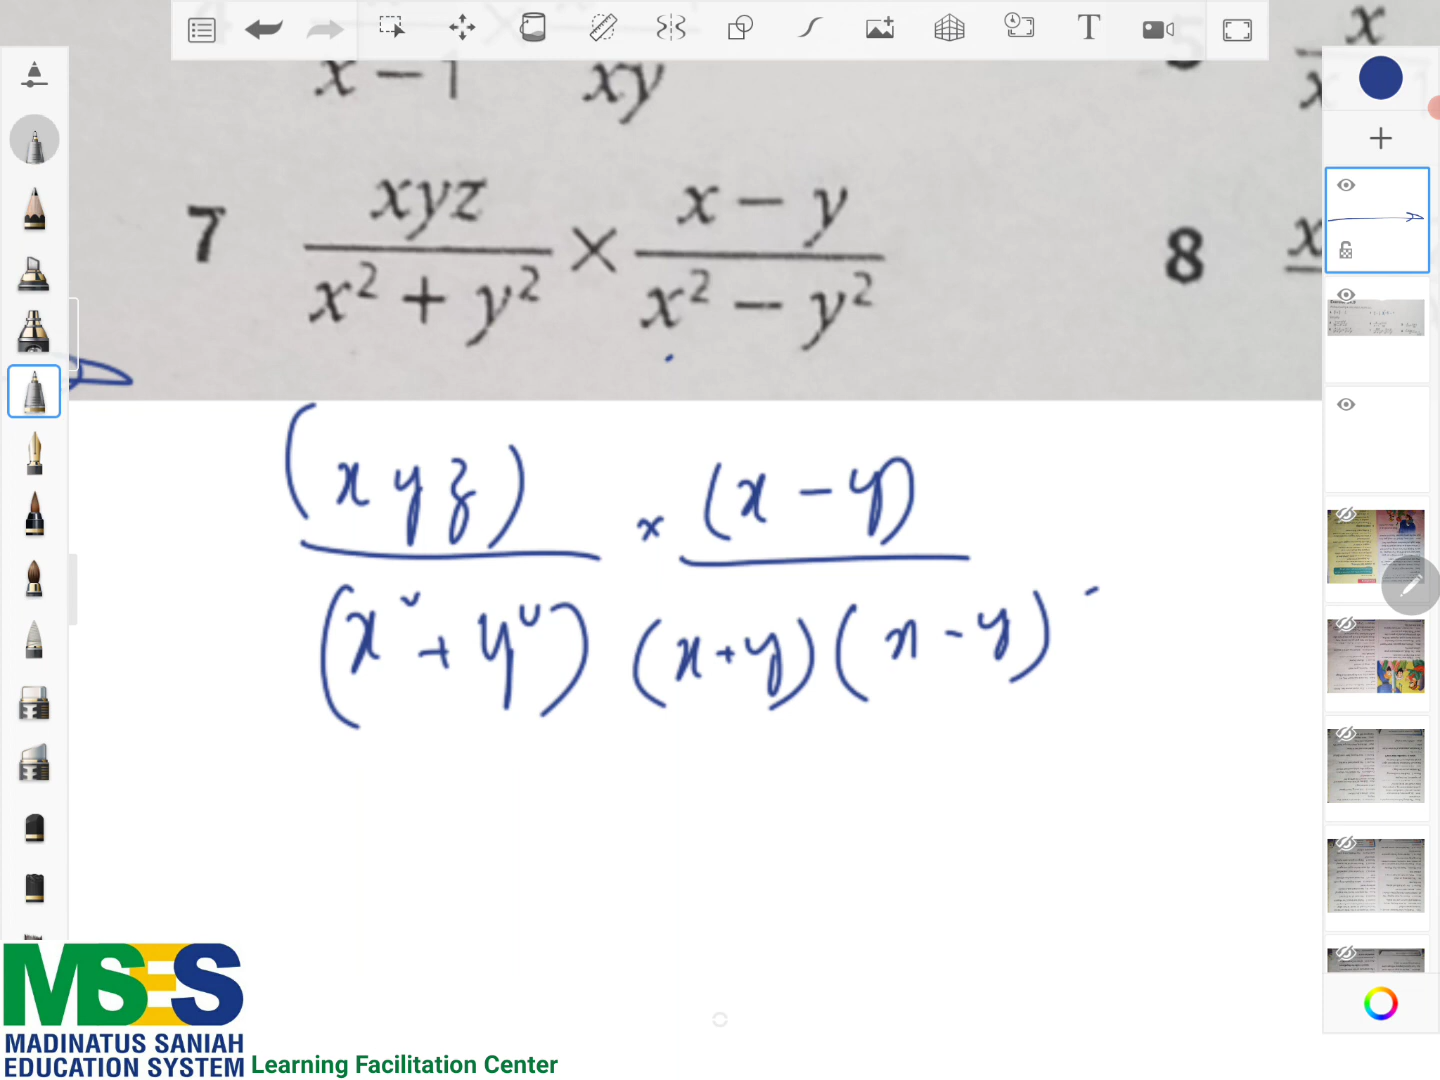 x − 1 xy x
x
7 xyz/x² + y² × x − y/x² − y² 8 x
(x y z) × (x − y)
(x² + y²) (x + y)(x − y) -
T
MSES
MADINATUS SANIAH
EDUCATION SYSTEM Learning Facilitation Center